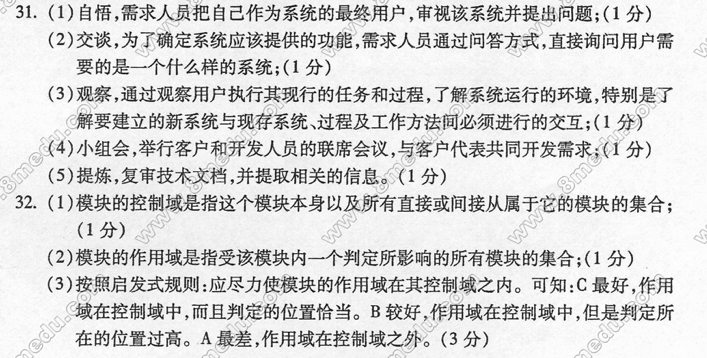 31. (1)自悟,需求人员把自己作为系统的最终用户,审视该系统并提出问题;(1 分)
(2)交谈,为了确定系统应该提供的功能,需求人员通过问答方式,直接询问用户需
要的是一个什么样的系统;(1 分)
(3)观察,通过观察用户执行其现行的任务和过程,了解系统运行的环境,特别是了
解要建立的新系统与现存系统、过程及工作方法间必须进行的交互;(1 分)
(4)小组会,举行客户和开发人员的联席会议,与客户代表共同开发需求;(1 分)
(5)提炼,复审技术文档,并提取相关的信息。(1 分)
32. (1)模块的控制域是指这个模块本身以及所有直接或间接从属于它的模块的集合;
(1 分)
(2)模块的作用域是指受该模块内一个判定所影响的所有模块的集合;(1 分)
(3)按照启发式规则:应尽力使模块的作用域在其控制域之内。可知:C 最好,作用
域在控制域中,而且判定的位置恰当。B 较好,作用域在控制域中,但是判定所
在的位置过高。A 最差,作用域在控制域之外。(3 分)